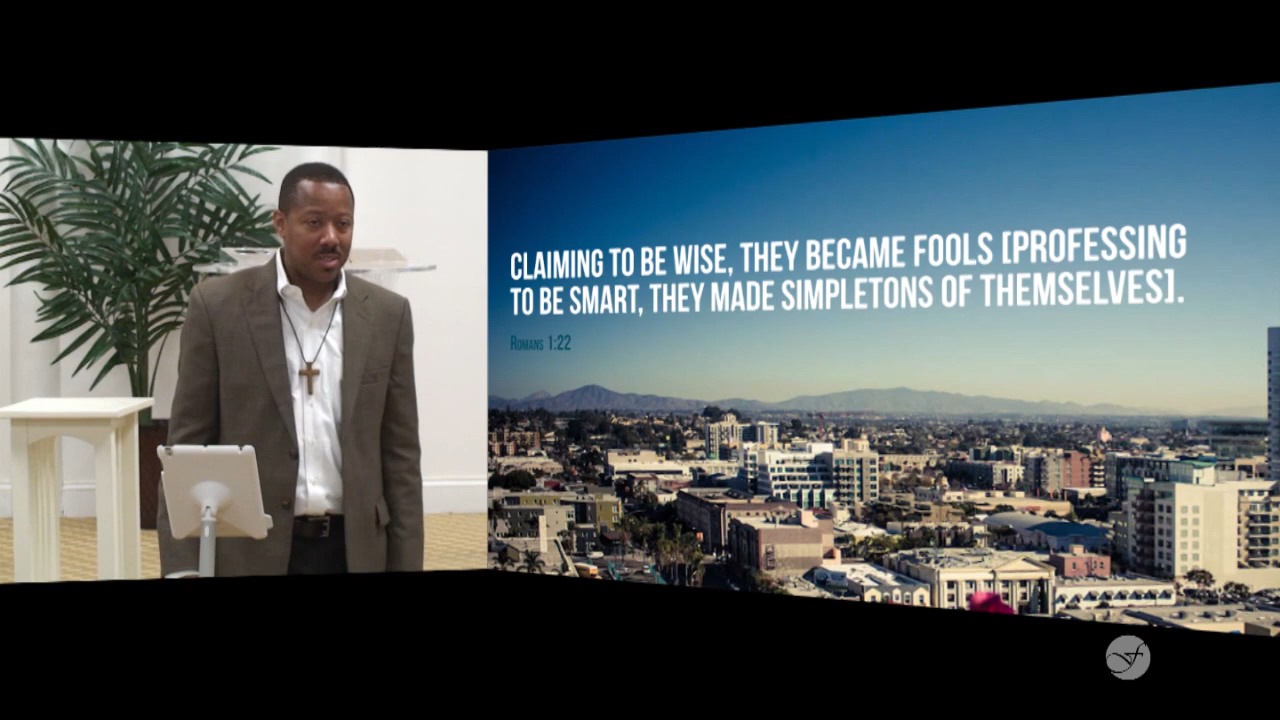 CLAIMING TO BE WISE, THEY BECAME FOOLS [PROFESSING
TO BE SMART, THEY MADE SIMPLETONS OF THEMSELVES].
ROMANS 1:22